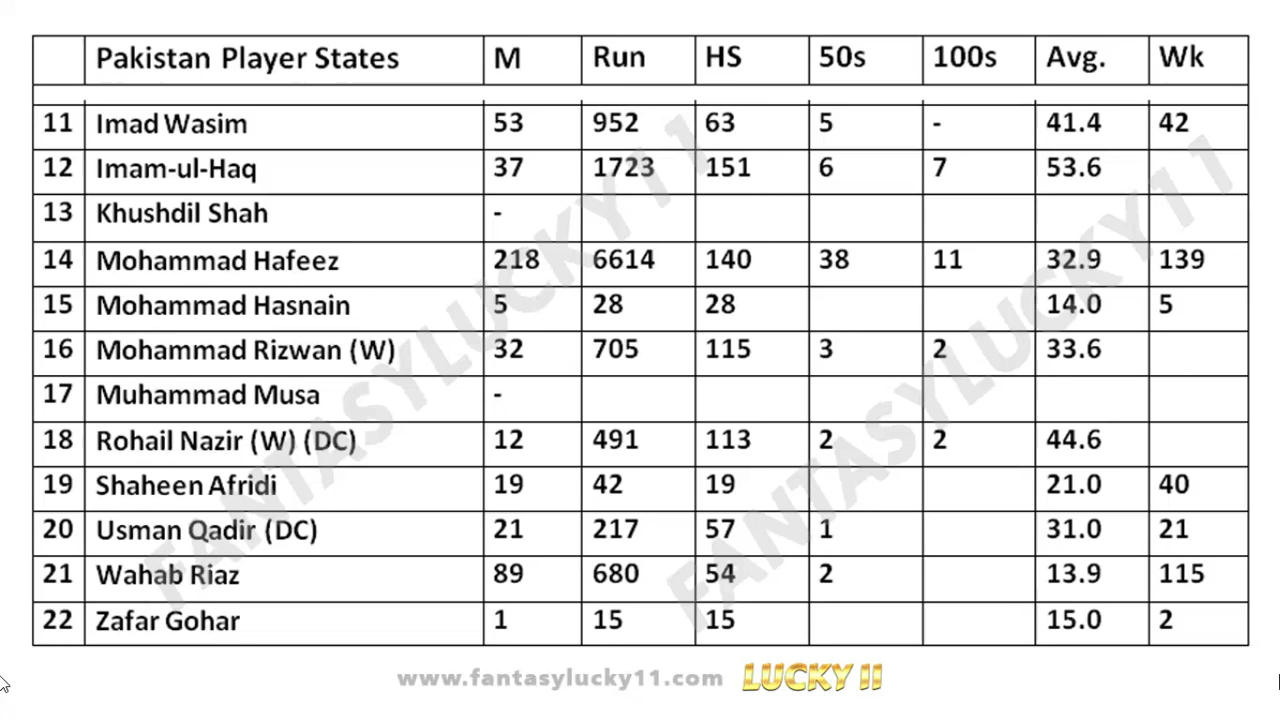 Pakistan Player States M Run HS 50s 100s Avg. Wk
11 Imad Wasim 53 952 63 5 - 41.4 42
12 Imam-ul-Haq 37 1723 151 6 7 53.6
13 Khushdil Shah -
14 Mohammad Hafeez 218 6614 140 38 11 32.9 139
15 Mohammad Hasnain 5 28 28 14.0 5
16 Mohammad Rizwan (W) 32 705 115 3 2 33.6
17 Muhammad Musa -
18 Rohail Nazir (W) (DC) 12 491 113 2 2 44.6
19 Shaheen Afridi 19 42 19 21.0 40
20 Usman Qadir (DC) 21 217 57 1 31.0 21
21 Wahab Riaz 89 680 54 2 13.9 115
22 Zafar Gohar 1 15 15 15.0 2
FANTASYLUCKY11
FANTASYLUCKY11
www.fantasylucky11.com LUCKY 11